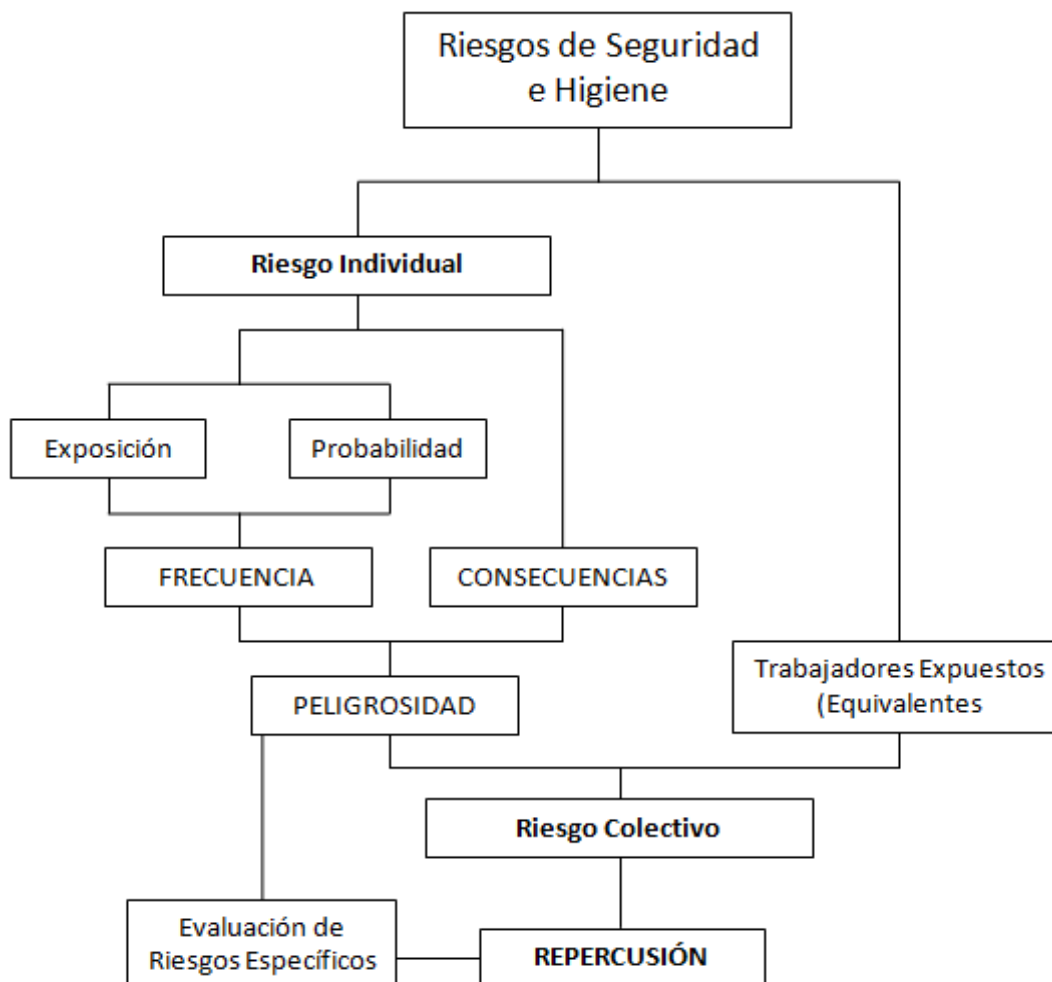 Riesgos de Seguridad
e Higiene
Riesgo Individual
Exposición
Probabilidad
FRECUENCIA
CONSECUENCIAS
Trabajadores Expuestos
(Equivalentes
PELIGROSIDAD
Riesgo Colectivo
Evaluación de
Riesgos Específicos
REPERCUSIÓN